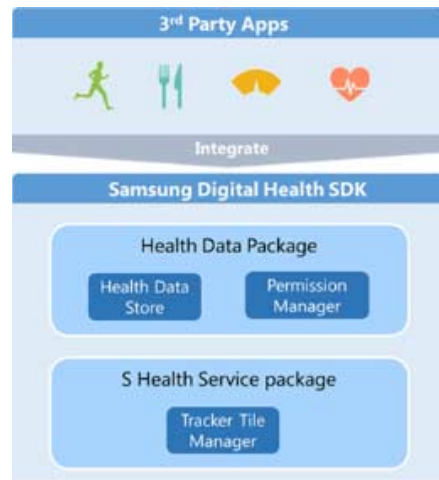 3rd Party Apps
Integrate
Samsung Digital Health SDK
Health Data Package
Health Data
Store
Permission
Manager
S Health Service package
Tracker Tile
Manager